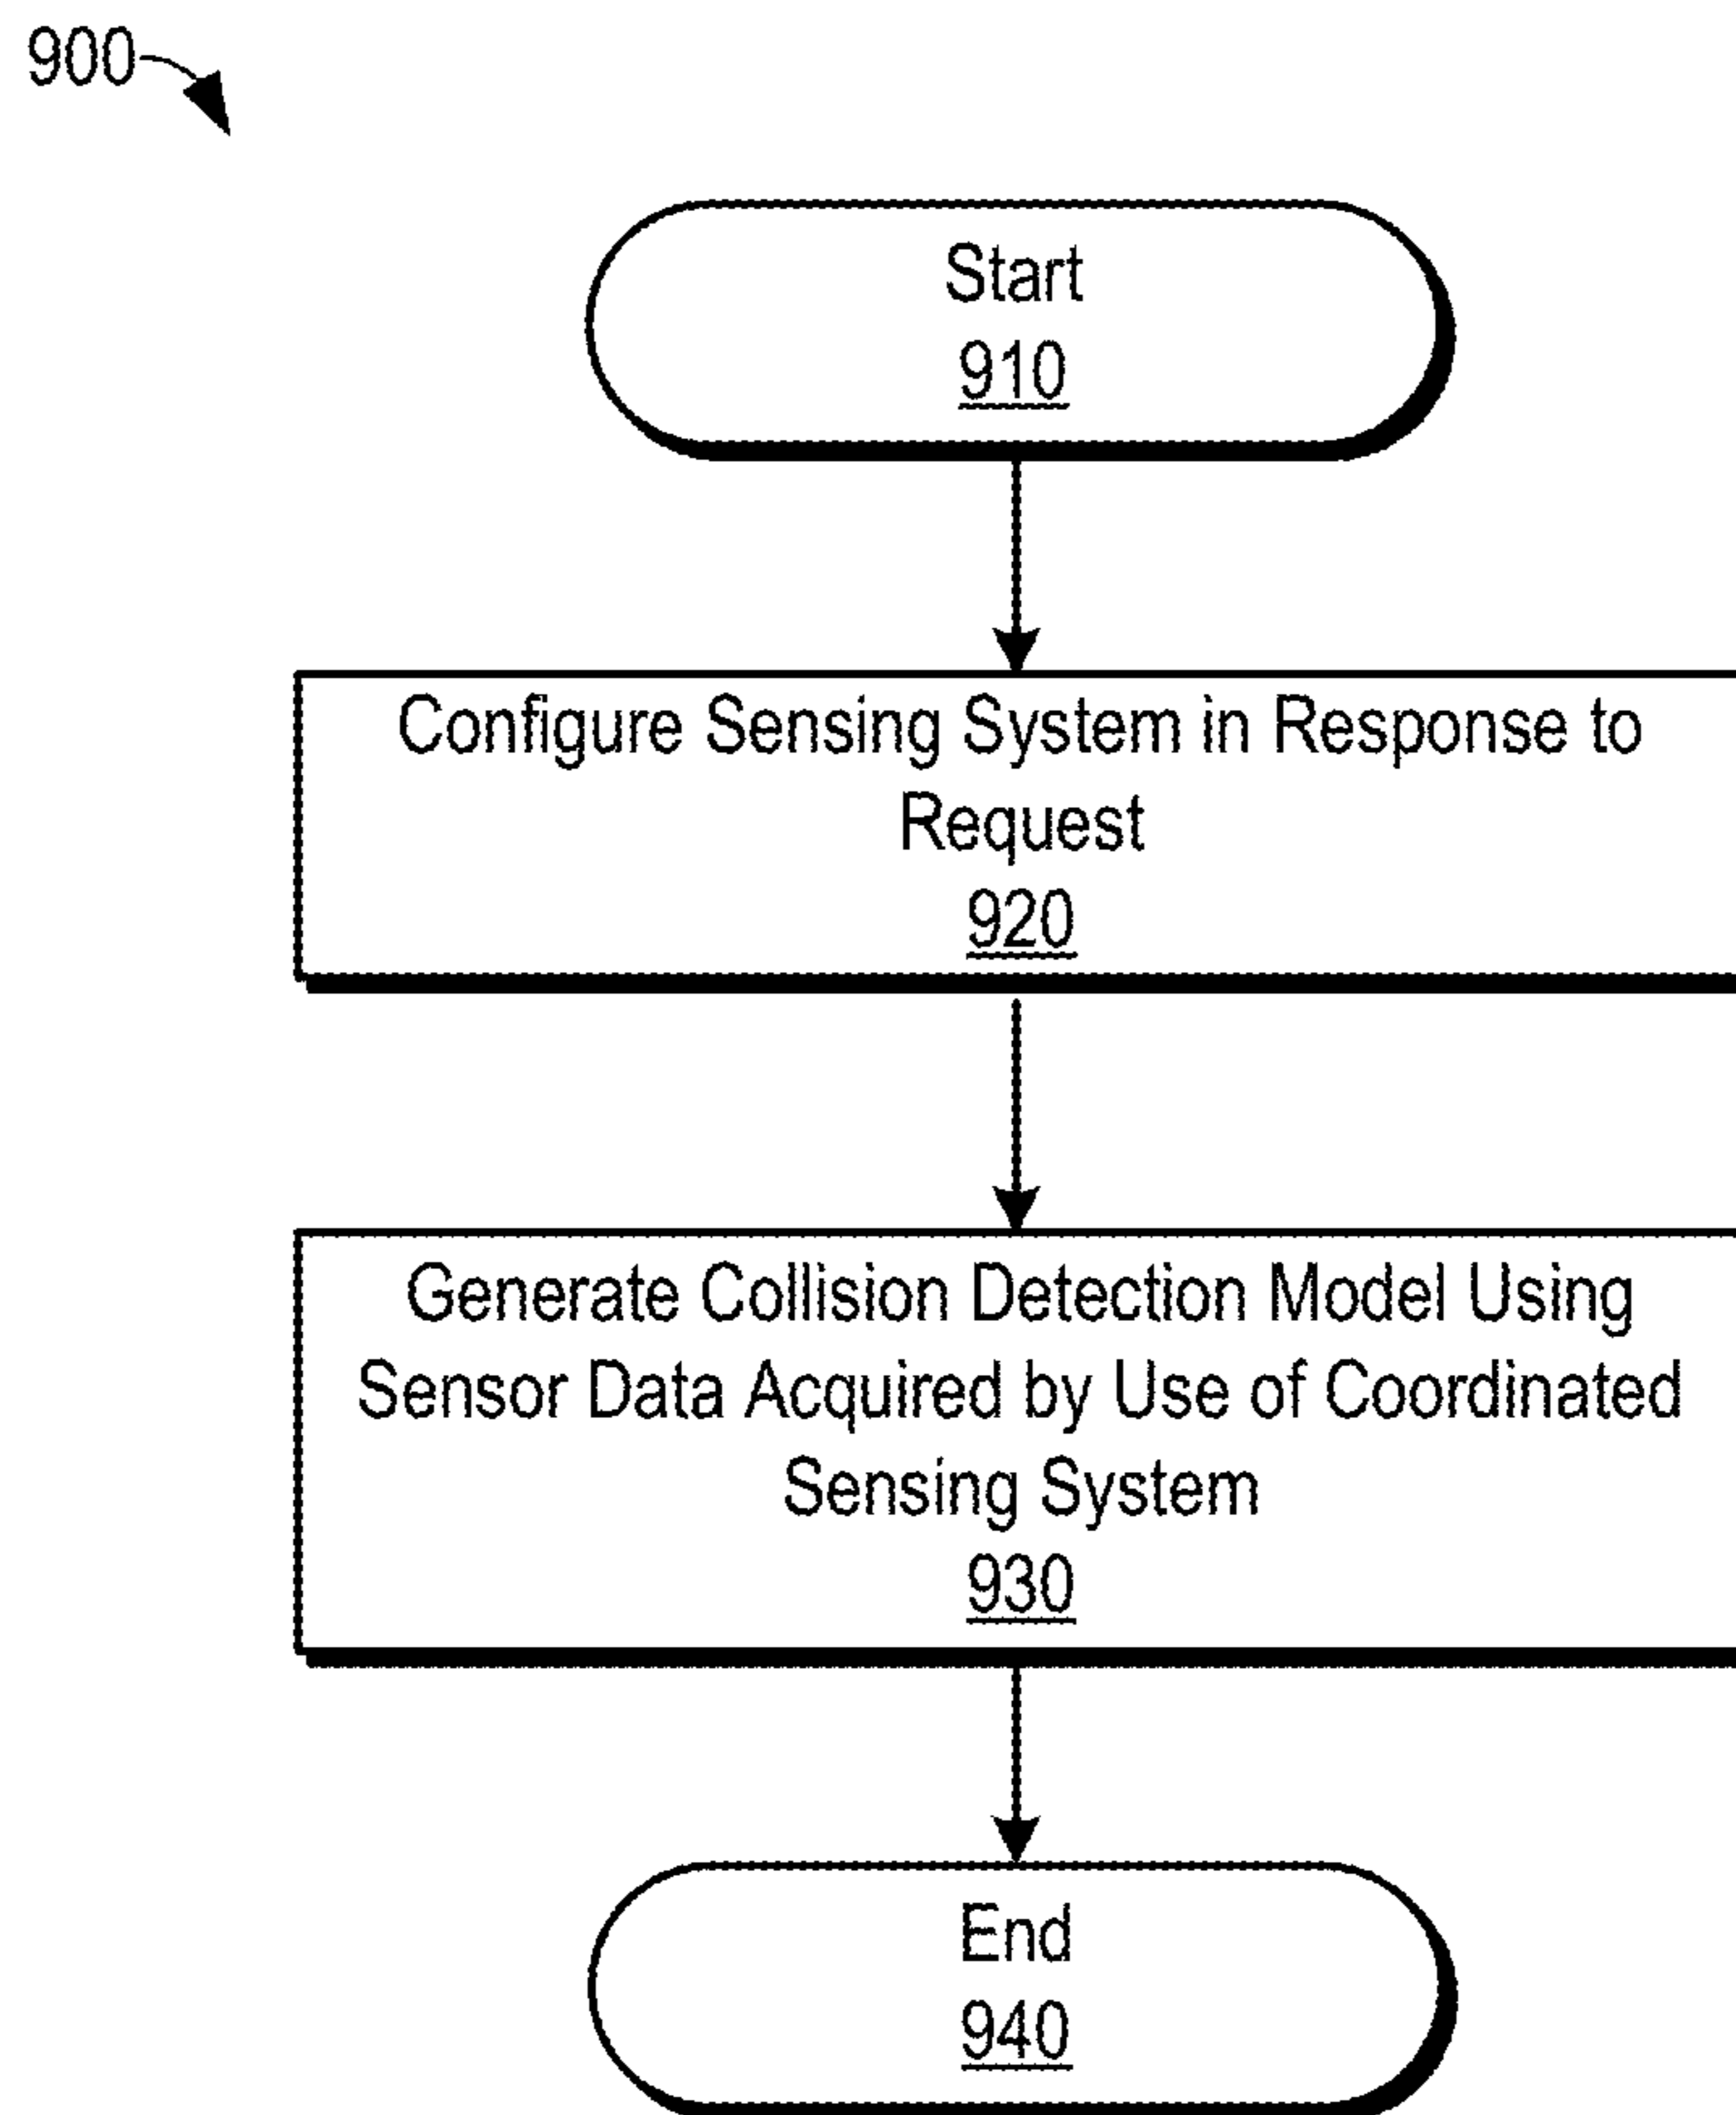 900
Start
910
Configure Sensing System in Response to
Request
920
Generate Collision Detection Model Using
Sensor Data Acquired by Use of Coordinated
Sensing System
930
End
940